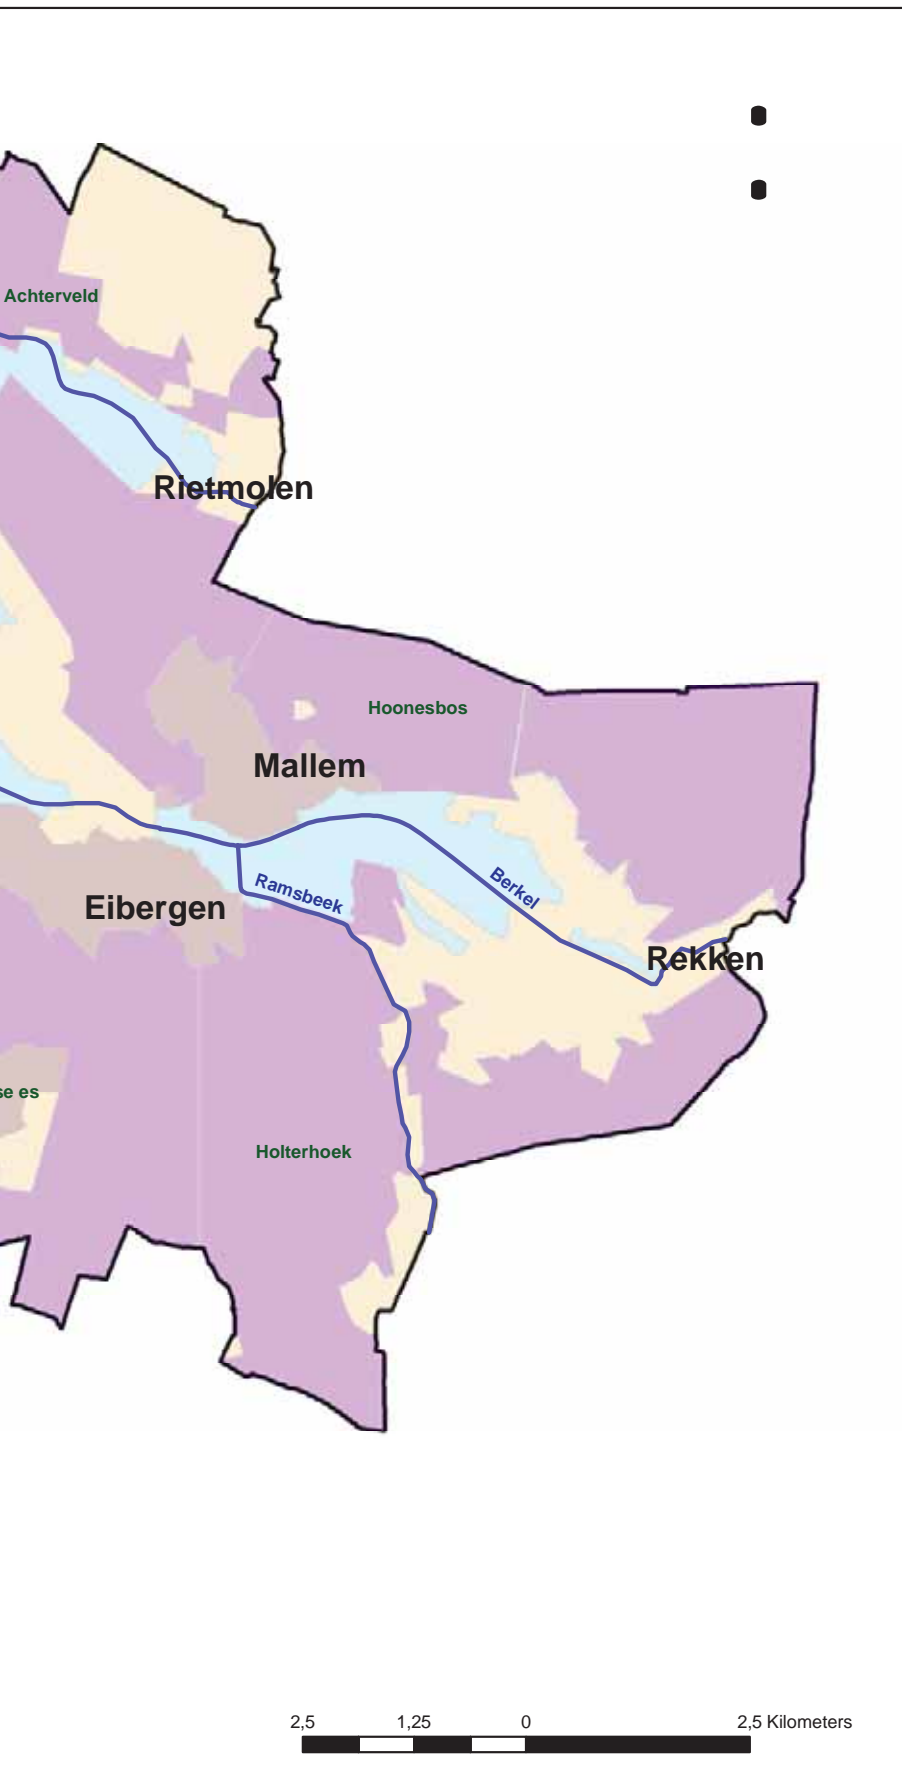 Achterveld
Rietmolen
Hoonesbos
Mallem
Berkel
Ramsbeek
Eibergen
Rekken
se es
Holterhoek
2,5 1,25 0 2,5 Kilometers